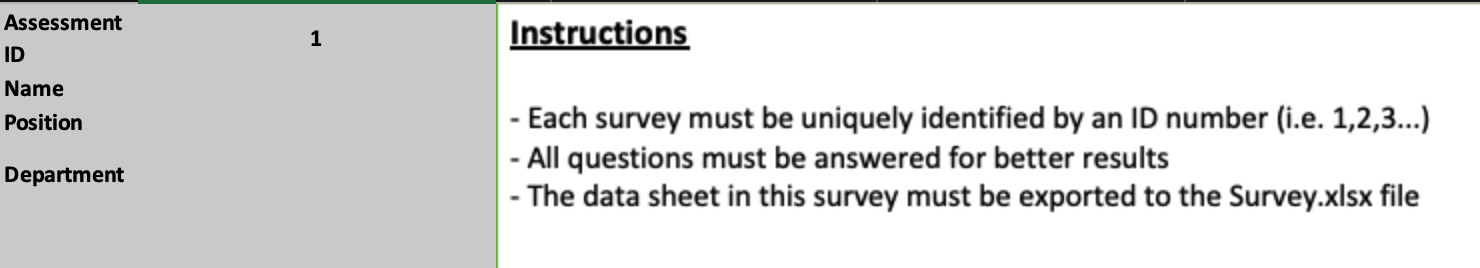 Assessment
ID
1
Name
Position
Department
Instructions
- Each survey must be uniquely identified by an ID number (i.e. 1,2,3...)
- All questions must be answered for better results
- The data sheet in this survey must be exported to the Survey.xlsx file